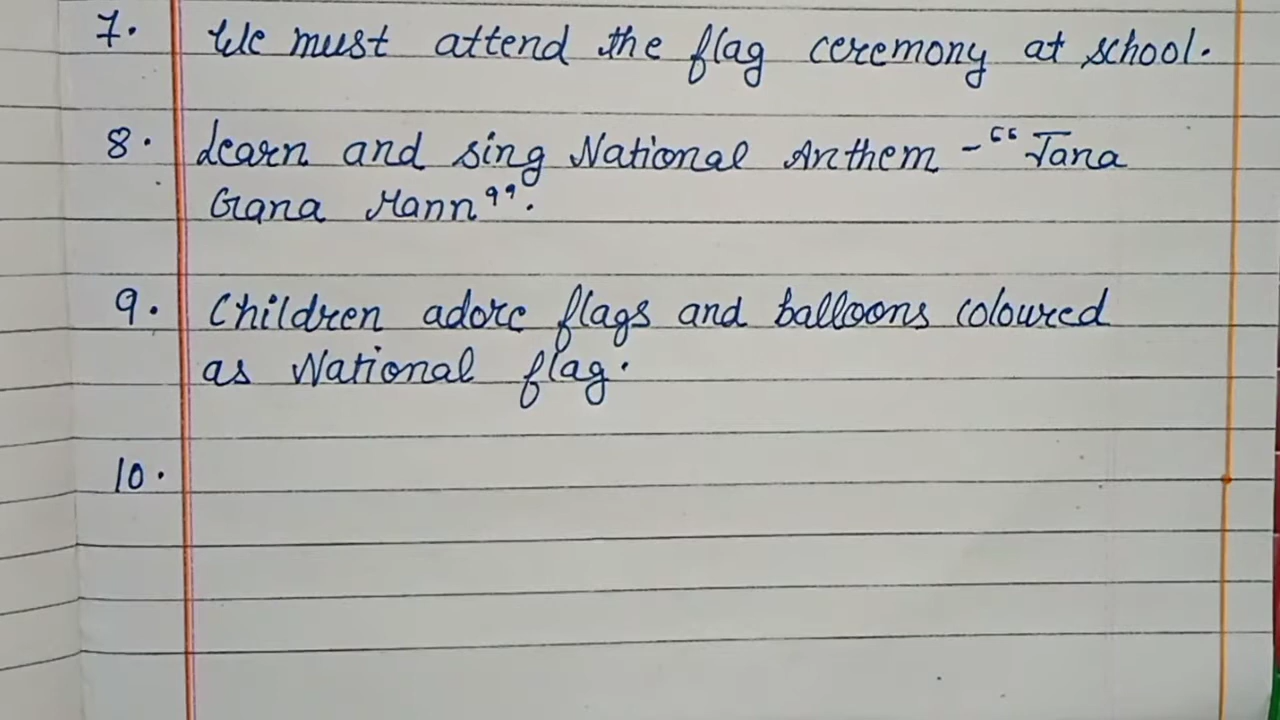 7. We must attend the flag ceremony at school.
8. Learn and sing National Anthem - "Jana
Gana Mann".
9. Children adore flags and balloons coloured
as National flag.
10.